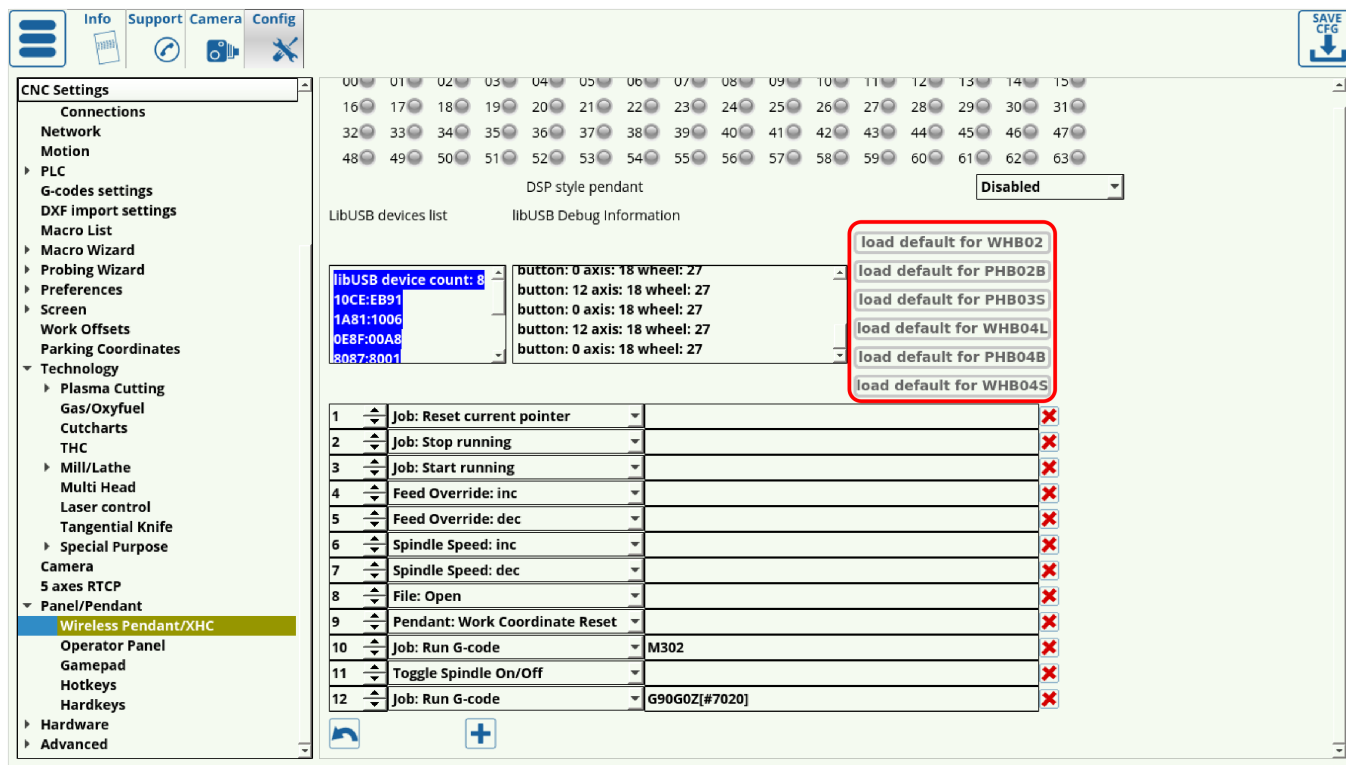 Info Support Camera Config
SAVE CFG
CNC Settings
Connections
Network
Motion
PLC
G-codes settings
DXF import settings
Macro List
Macro Wizard
Probing Wizard
Preferences
Screen
Work Offsets
Parking Coordinates
Technology
Plasma Cutting
Gas/Oxyfuel
Cutcharts
THC
Mill/Lathe
Multi Head
Laser control
Tangential Knife
Special Purpose
Camera
5 axes RTCP
Panel/Pendant
Wireless Pendant/XHC
Operator Panel
Gamepad
Hotkeys
Hardkeys
Hardware
Advanced
00 01 02 03 04 05 06 07 08 09 10 11 12 13 14 15
16 17 18 19 20 21 22 23 24 25 26 27 28 29 30 31
32 33 34 35 36 37 38 39 40 41 42 43 44 45 46 47
48 49 50 51 52 53 54 55 56 57 58 59 60 61 62 63
DSP style pendant Disabled
LibUSB devices list libUSB Debug Information
libUSB device count: 8
10CE:EB91
1A81:1006
0E8F:00A8
8087:8001
button: 0 axis: 18 wheel: 27
button: 12 axis: 18 wheel: 27
button: 0 axis: 18 wheel: 27
button: 12 axis: 18 wheel: 27
button: 0 axis: 18 wheel: 27
load default for WHB02
load default for PHB02B
load default for PHB03S
load default for WHB04L
load default for PHB04B
load default for WHB04S
1 Job: Reset current pointer
2 Job: Stop running
3 Job: Start running
4 Feed Override: inc
5 Feed Override: dec
6 Spindle Speed: inc
7 Spindle Speed: dec
8 File: Open
9 Pendant: Work Coordinate Reset
10 Job: Run G-code M302
11 Toggle Spindle On/Off
12 Job: Run G-code G90G0Z[#7020]